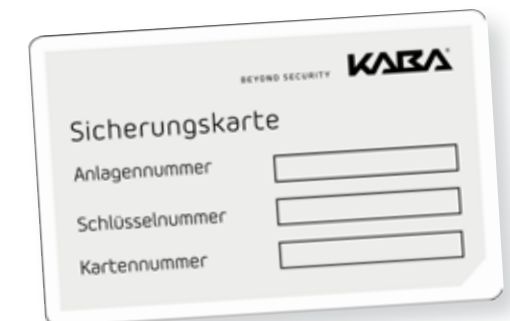 BEYOND SECURITY KABA
Sicherungskarte
Anlagennummer
Schlüsselnummer
Kartennummer